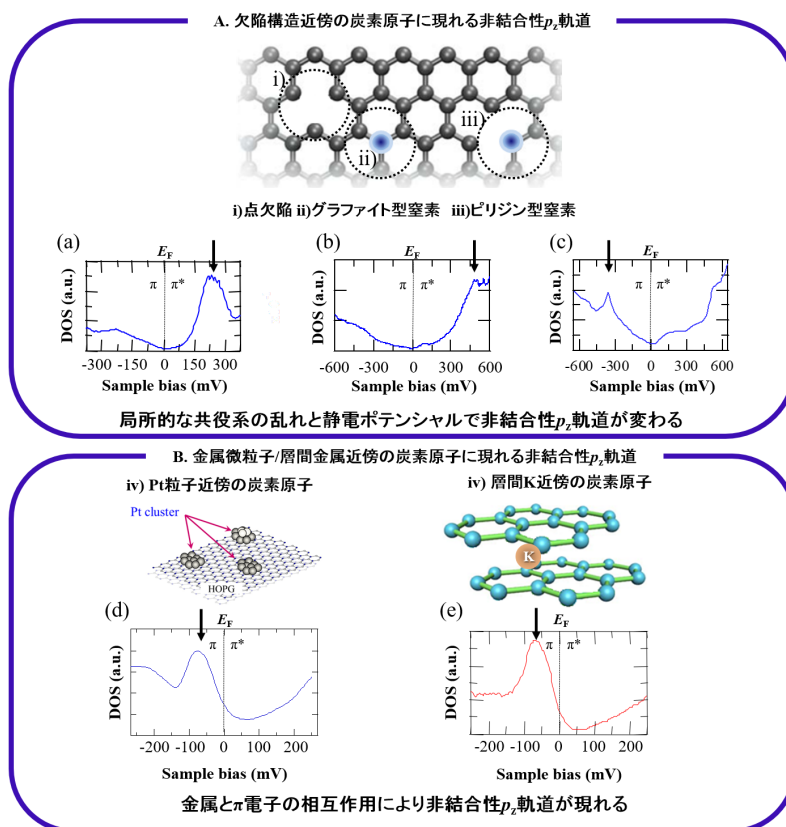 A. 欠陥構造近傍の炭素原子に現れる非結合性pz軌道
i)
ii)
iii)
i)点欠陥 ii)グラファイト型窒素 iii)ピリジン型窒素
(a)
EF
π π*
DOS (a.u.)
-300 -150 0 150 300
Sample bias (mV)
(b)
EF
π π*
DOS (a.u.)
-600 -300 0 300 600
Sample bias (mV)
(c)
EF
π π*
DOS (a.u.)
-600 -300 0 300 600
Sample bias (mV)
局所的な共役系の乱れと静電ポテンシャルで非結合性pz軌道が変わる
B. 金属微粒子/層間金属近傍の炭素原子に現れる非結合性pz軌道
iv) Pt粒子近傍の炭素原子
Pt cluster
HOPG
iv) 層間K近傍の炭素原子
K
(d)
EF
π π*
DOS (a.u.)
-200 -100 0 100 200
Sample bias (mV)
(e)
EF
π π*
DOS (a.u.)
-200 -100 0 100 200
Sample bias (mV)
金属とπ電子の相互作用により非結合性pz軌道が現れる